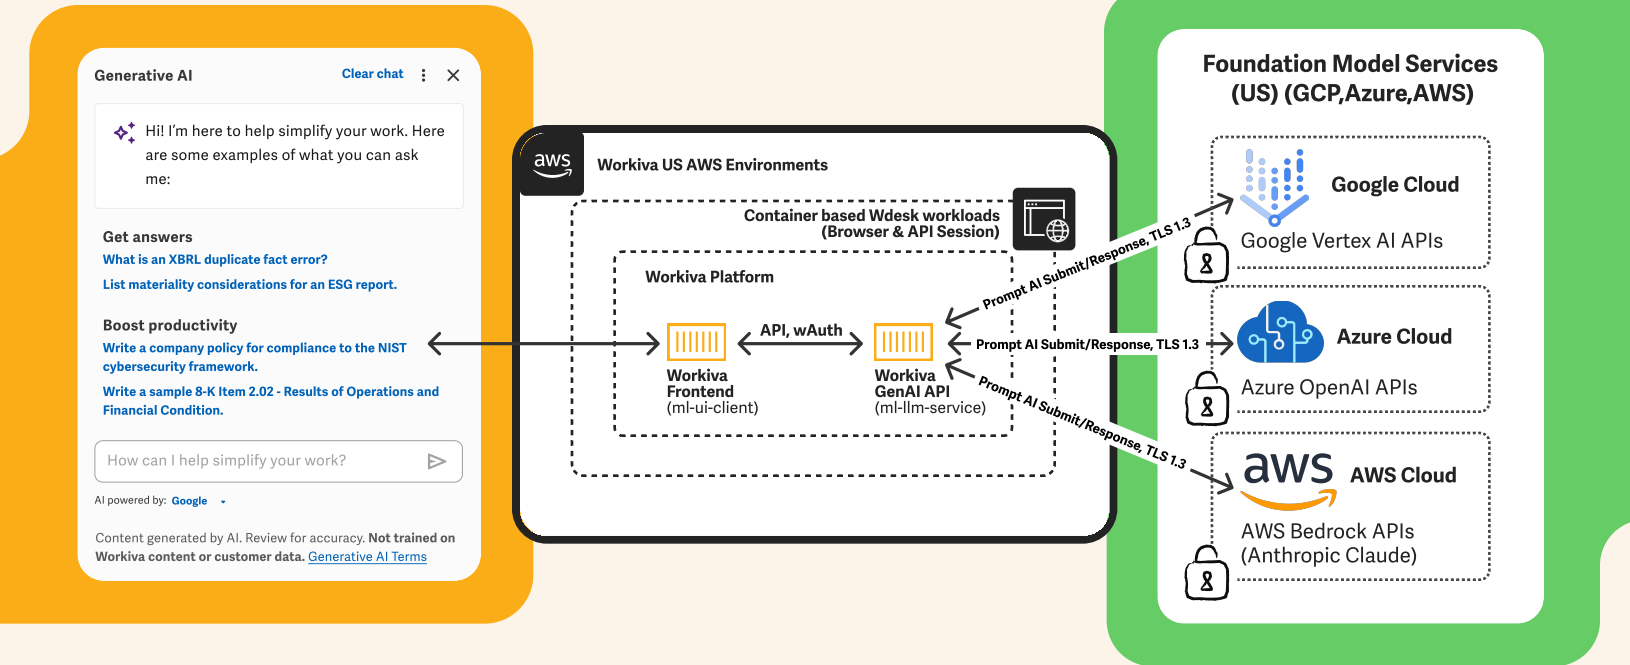 Generative AI
Clear chat
Hi! I'm here to help simplify your work. Here
are some examples of what you can ask
me:
Get answers
What is an XBRL duplicate fact error?
List materiality considerations for an ESG report.
Boost productivity
Write a company policy for compliance to the NIST
cybersecurity framework.
Write a sample 8-K Item 2.02 - Results of Operations and
Financial Condition.
How can I help simplify your work?
AI powered by: Google
Content generated by AI. Review for accuracy. Not trained on
Workiva content or customer data. Generative AI Terms
aws
Workiva US AWS Environments
Container based Wdesk workloads
(Browser & API Session)
Workiva Platform
API, wAuth
Workiva
Frontend
(ml-ui-client)
Workiva
GenAI API
(ml-llm-service)
Prompt AI Submit/Response, TLS 1.3
Prompt AI Submit/Response, TLS 1.3
Prompt AI Submit/Response, TLS 1.3
Foundation Model Services
(US) (GCP,Azure,AWS)
Google Cloud
Google Vertex AI APIs
Azure Cloud
Azure OpenAI APIs
aws
AWS Cloud
AWS Bedrock APIs
(Anthropic Claude)